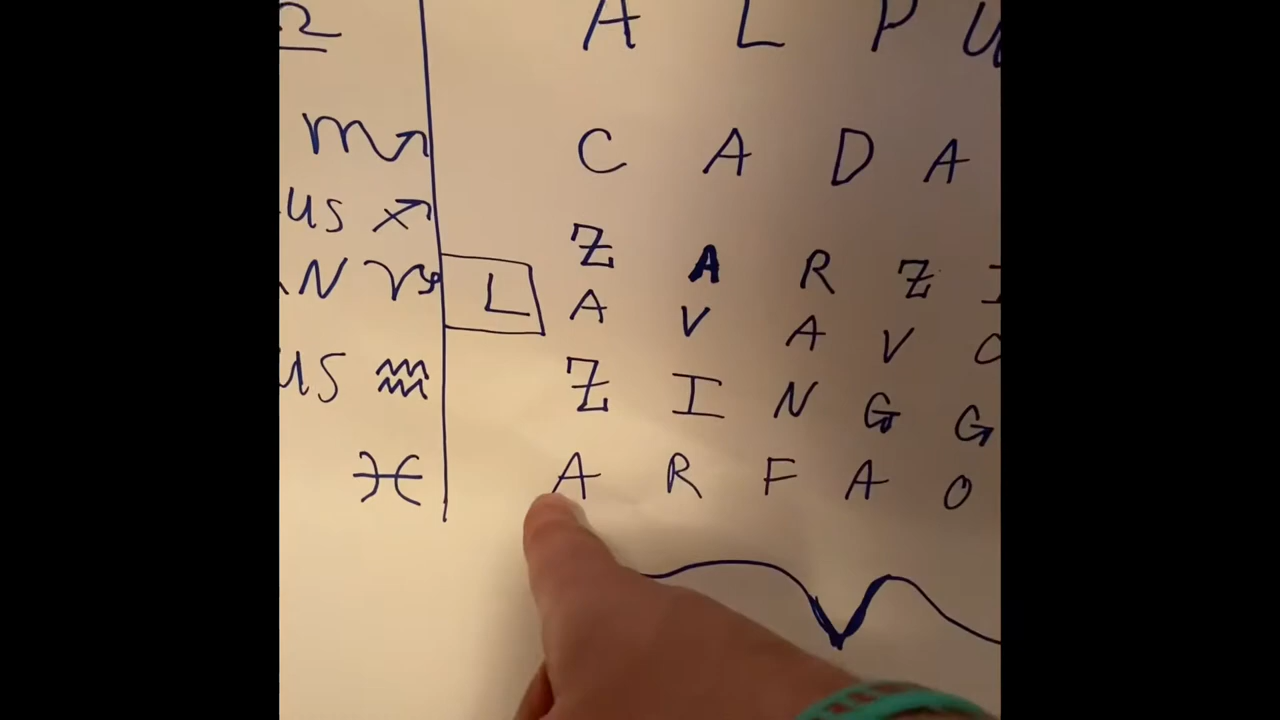 ♎ A L P U
♏ C A D A
US ♐ Z A R Z I
N ♑ L A V A V O
US ♒ Z I N G G
♓ A R F A O